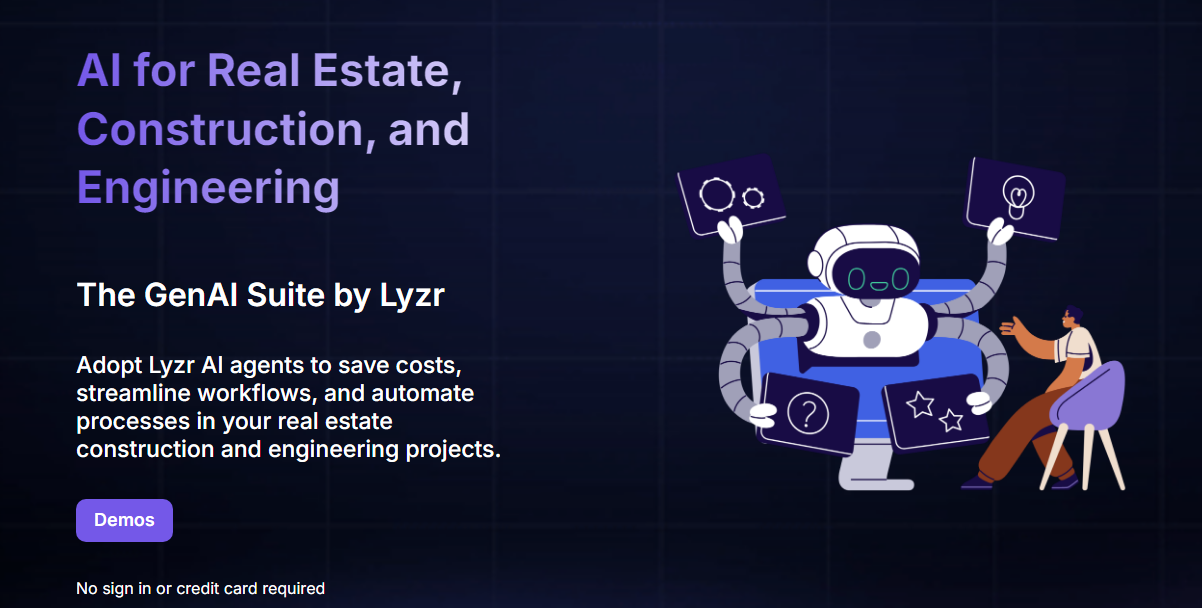 AI for Real Estate,
Construction, and
Engineering
The GenAI Suite by Lyzr
Adopt Lyzr AI agents to save costs,
streamline workflows, and automate
processes in your real estate
construction and engineering projects.
Demos
No sign in or credit card required
?